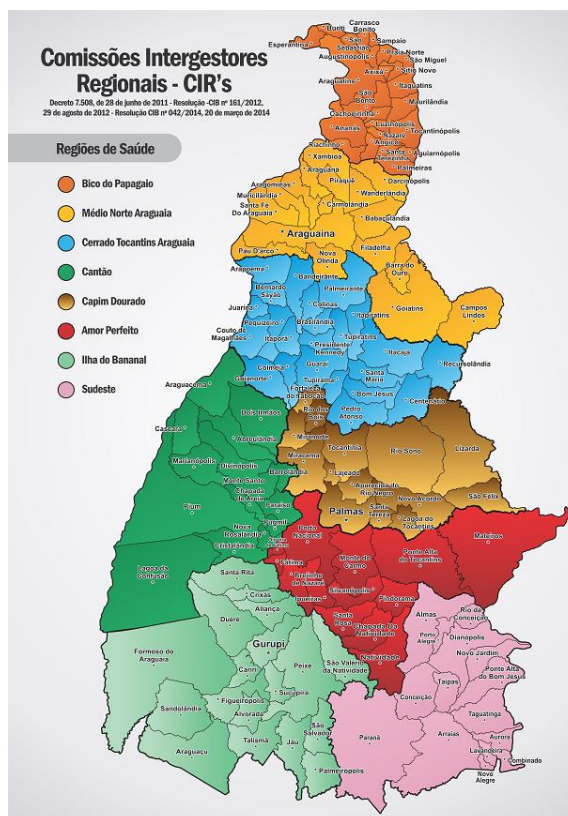 Comissões Intergestores
Regionais - CIR's
Decreto 7.508, de 28 de junho de 2011 - Resolução -CIB nº 161/2012,
29 de agosto de 2012 - Resolução CIB nº 042/2014, 20 de março de 2014
Regiões de Saúde
Bico do Papagaio
Médio Norte Araguaia
Cerrado Tocantins Araguaia
Cantão
Capim Dourado
Amor Perfeito
Ilha do Bananal
Sudeste
Buriti
Carrasco
Bonito
Esperantina
São
Sebastião
Sampaio
Augustinópolis
Praia Norte
São Miguel
Axixá
Sítio Novo
Araguatins
Itaguatins
São
Bento
Maurilândia
Cachoeirinha
Luzinópolis
Ananás
Nazaré
Tocantinópolis
Angico
Santa
Terezinha
Aguiarnópolis
Palmeiras
Riachinho
Xambioa
Darcinópolis
Araguanã
Piraquê
Wanderlândia
Aragominas
Muricilândia
Carmolândia
Santa Fé
Do Araguaia
Babaçulândia
Araguaína
Filadélfia
Pau D'arco
Nova
Olinda
Barra do
Ouro
Arapoema
Bandeirante
Goiatins
Campos
Lindos
Bernardo
Sayão
Palmeirante
Juarina
Colinas
Itapiratins
Pequizeiro
Brasilândia
Couto de
Magalhães
Tupiratins
Itaporã
Presidente
Kennedy
Itacajá
Recursolândia
Colméia
Guaraí
Santa
Maria
Goianorte
Tupirama
Bom Jesus
Centenário
Araguacema
Fortaleza
do Tabocão
Pedro
Afonso
Rio dos
Bois
Dois Irmãos
Caseara
Abreulândia
Miranorte
Tocantínia
Rio Sono
Lizarda
Miracema
Marianópolis
Divinópolis
Barrolândia
Lajeado
Monte Santo
Aparecida do
Rio Negro
Chapada
de Areia
Paraíso
Novo Acordo
São Félix
Pium
Palmas
Santa
Tereza
Pugmil
Lagoa do
Tocantins
Nova
Rosalândia
Porto
Nacional
Mateiros
Cristalândia
Monte do
Carmo
Ponte Alta
do Tocantins
Lagoa da
Confusão
Fátima
Santa Rita
Brejinho
de Nazaré
Silvanópolis
Pindorama
Crixas
Ipueiras
Aliança
Santa
Rosa
Chapada Da
Natividade
Almas
Rio da
Conceição
Dueré
Porto
Alegre
Dianópolis
Gurupi
Natividade
Novo Jardim
Formoso do
Araguaia
São Valério
da Natividade
Cariri
Peixe
Ponte Alta
do Bom Jesus
Conceição
Taipas
Figueirópolis
Sucupira
Sandolândia
Alvorada
Taguatinga
São
Salvador
Paranã
Arraias
Aurora
Araguaçu
Talismã
Jau
Lavandeira
Combinado
Palmeirópolis
Novo
Alegre